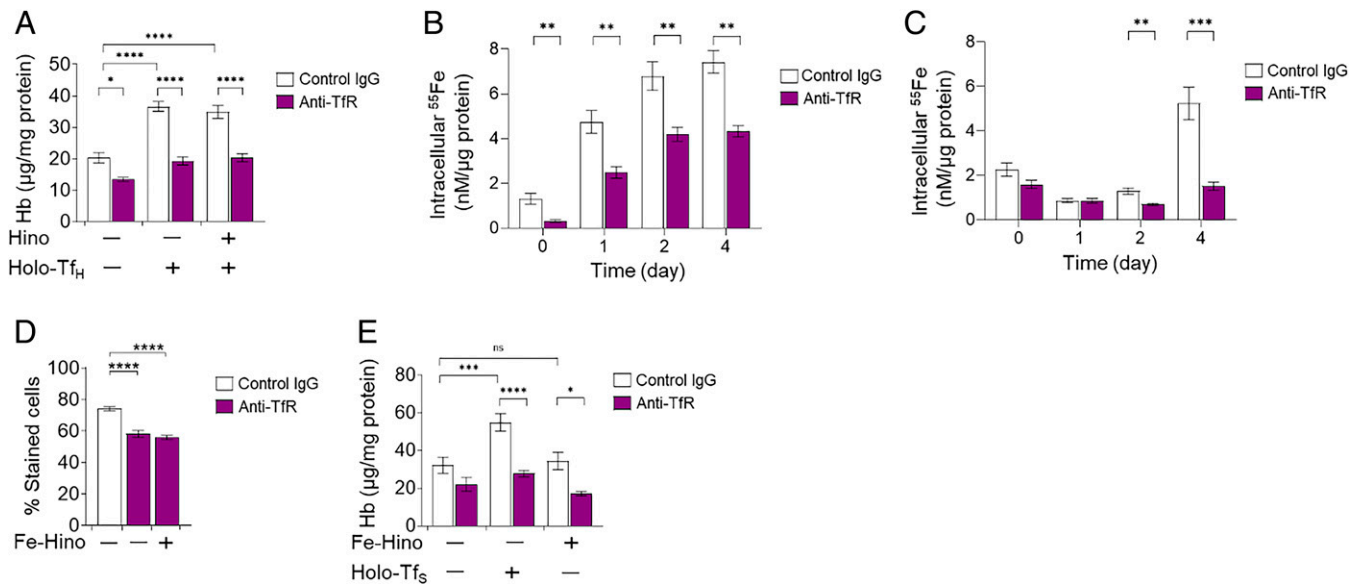 A
Hb (µg/mg protein)
50
40
30
20
10
0
****
****
*
****
****
Control IgG
Anti-TfR
Hino — — +
Holo-TfH — + +
B
Intracellular 55Fe
(nM/µg protein)
8
6
4
2
0
** ** ** **
Control IgG
Anti-TfR
0 1 2 4
Time (day)
C
Intracellular 55Fe
(nM/µg protein)
8
6
4
2
0
** ***
Control IgG
Anti-TfR
0 1 2 4
Time (day)
D
% Stained cells
100
80
60
40
20
0
****
****
Control IgG
Anti-TfR
Fe-Hino — — +
E
Hb (µg/mg protein)
80
60
40
20
0
ns
***
****
*
Control IgG
Anti-TfR
Fe-Hino — — +
Holo-TfS — + —